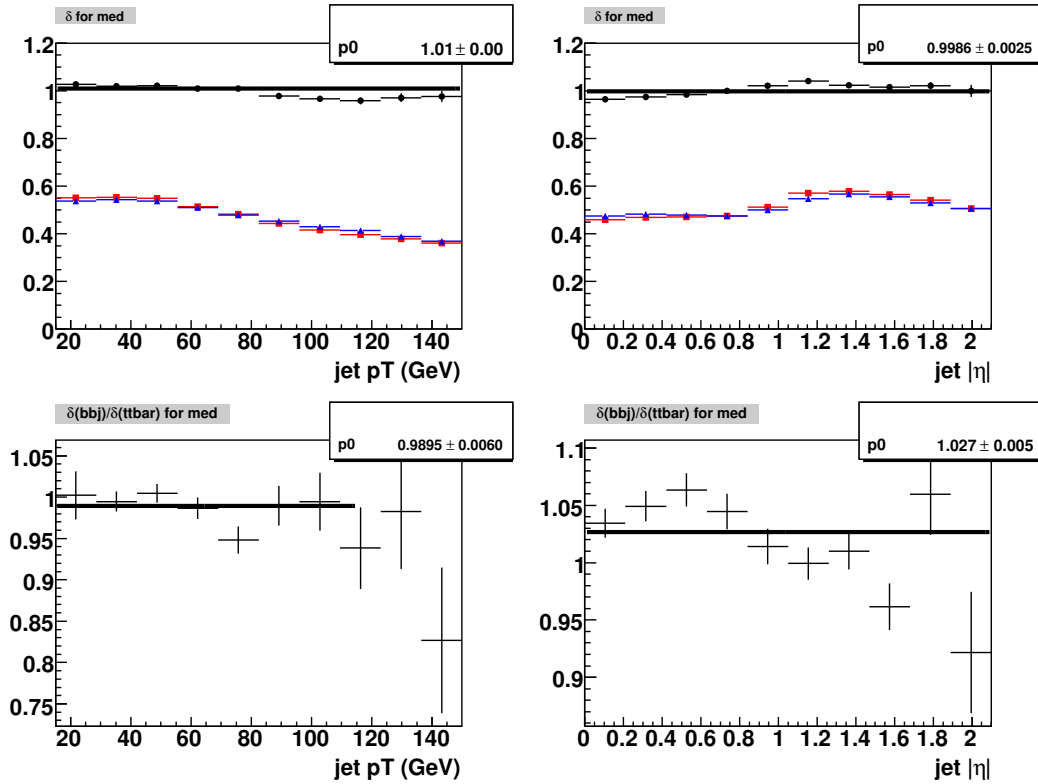 δ for med
p0 1.01 ± 0.00
1.2
1
0.8
0.6
0.4
0.2
0
20 40 60 80 100 120 140
jet pT (GeV)
δ for med
p0 0.9986 ± 0.0025
1.2
1
0.8
0.6
0.4
0.2
0
0 0.2 0.4 0.6 0.8 1 1.2 1.4 1.6 1.8 2
jet |η|
δ(bbj)/δ(ttbar) for med
p0 0.9895 ± 0.0060
1.05
1
0.95
0.9
0.85
0.8
0.75
20 40 60 80 100 120 140
jet pT (GeV)
δ(bbj)/δ(ttbar) for med
p0 1.027 ± 0.005
1.1
1.05
1
0.95
0.9
0 0.2 0.4 0.6 0.8 1 1.2 1.4 1.6 1.8 2
jet |η|